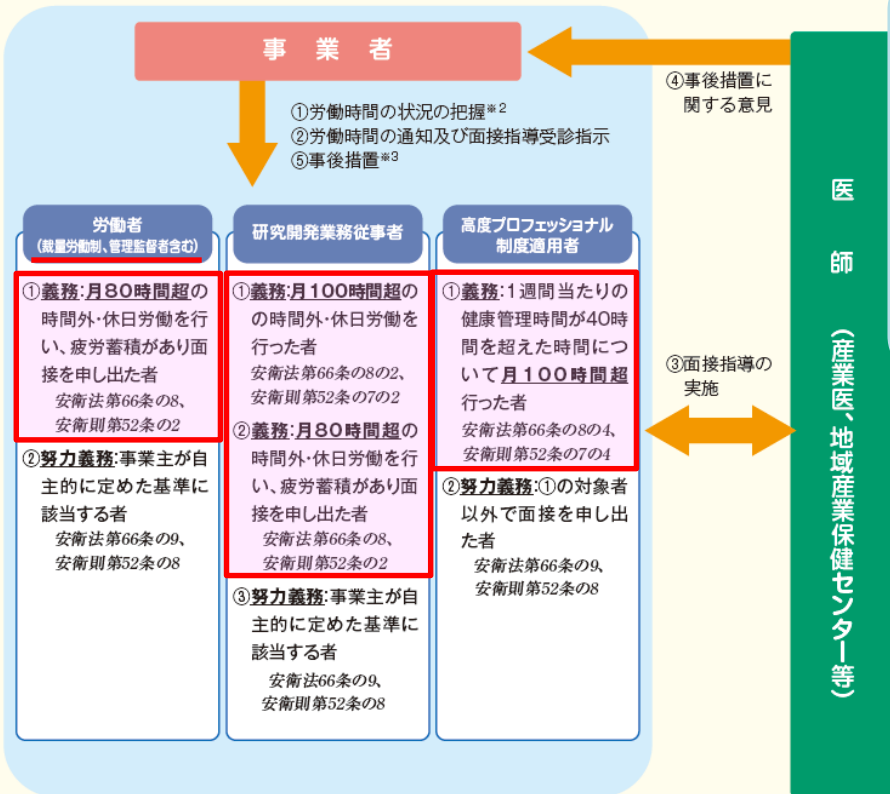 事業者
④事後措置に
関する意見
①労働時間の状況の把握※2
②労働時間の通知及び面接指導受診指示
⑤事後措置※3
労働者
(裁量労働制、管理監督者含む)
①義務:月80時間超の
時間外・休日労働を行
い、疲労蓄積があり面
接を申し出た者
安衛法第66条の8、
安衛則第52条の2
②努力義務:事業主が自
主的に定めた基準に
該当する者
安衛法第66条の9、
安衛則第52条の8
研究開発業務従事者
①義務:月100時間超の
の時間外・休日労働を
行った者
安衛法第66条の8の2、
安衛則第52条の7の2
②義務:月80時間超の
時間外・休日労働を行
い、疲労蓄積があり面
接を申し出た者
安衛法第66条の8、
安衛則第52条の2
③努力義務:事業主が自
主的に定めた基準に
該当する者
安衛法66条の9、
安衛則第52条の8
高度プロフェッショナル
制度適用者
①義務:1週間当たりの
健康管理時間が40時
間を超えた時間につ
いて月100時間超
行った者
安衛法第66条の8の4、
安衛則第52条の7の4
②努力義務:①の対象者
以外で面接を申し出
た者
安衛法第66条の9、
安衛則第52条の8
③面接指導の
実施
医師(産業医、地域産業保健センター等)